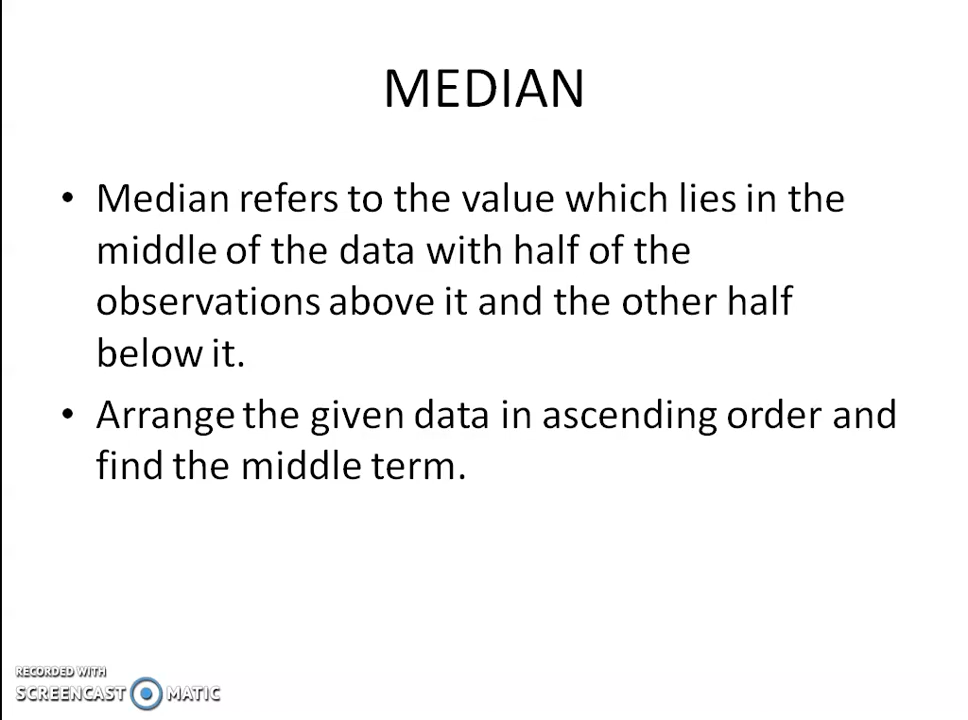 MEDIAN
• Median refers to the value which lies in the
middle of the data with half of the
observations above it and the other half
below it.
• Arrange the given data in ascending order and
find the middle term.
RECORDED WITH
SCREENCAST MATIC